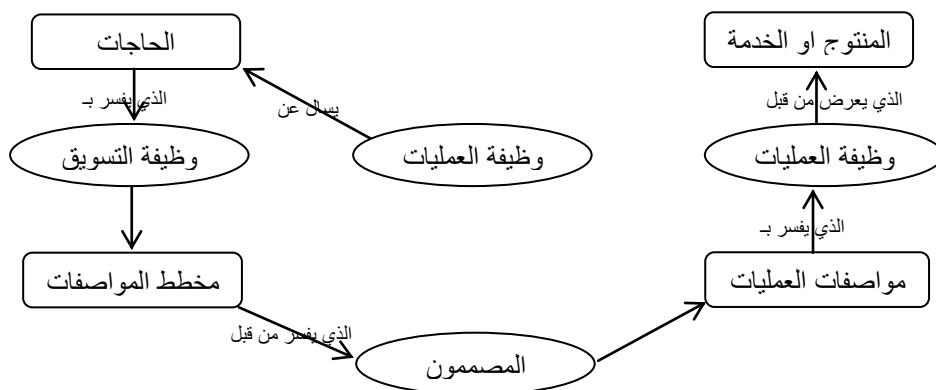 المنتوج او الخدمة
الحاجات
الذي يعرض من قبل
الذي يفسر بـ
يسال عن
وظيفة العمليات
وظيفة العمليات
وظيفة التسويق
الذي يفسر بـ
مواصفات العمليات
مخطط المواصفات
الذي يفسر من قبل
المصممون